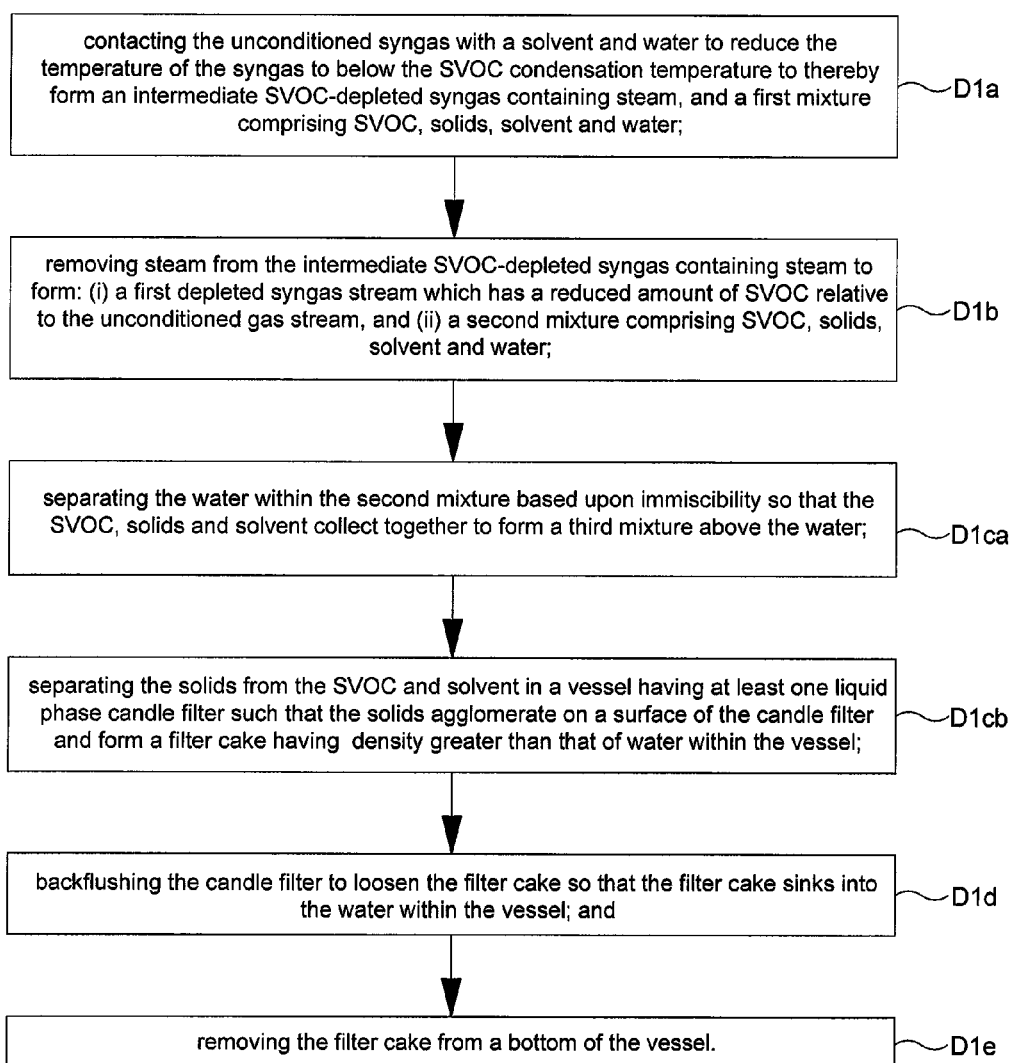 contacting the unconditioned syngas with a solvent and water to reduce the
temperature of the syngas to below the SVOC condensation temperature to thereby
form an intermediate SVOC-depleted syngas containing steam, and a first mixture
comprising SVOC, solids, solvent and water;
D1a
removing steam from the intermediate SVOC-depleted syngas containing steam to
form: (i) a first depleted syngas stream which has a reduced amount of SVOC relative
to the unconditioned gas stream, and (ii) a second mixture comprising SVOC, solids,
solvent and water;
D1b
separating the water within the second mixture based upon immiscibility so that the
SVOC, solids and solvent collect together to form a third mixture above the water;
D1ca
separating the solids from the SVOC and solvent in a vessel having at least one liquid
phase candle filter such that the solids agglomerate on a surface of the candle filter
and form a filter cake having density greater than that of water within the vessel;
D1cb
backflushing the candle filter to loosen the filter cake so that the filter cake sinks into
the water within the vessel; and
D1d
removing the filter cake from a bottom of the vessel.
D1e